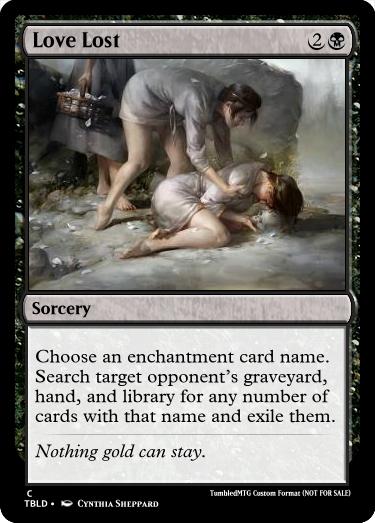 Love Lost 2
Sorcery
Choose an enchantment card name.
Search target opponent's graveyard,
hand, and library for any number of
cards with that name and exile them.
Nothing gold can stay.
C
TBLD • Cynthia Sheppard
TumbledMTG Custom Format (NOT FOR SALE)